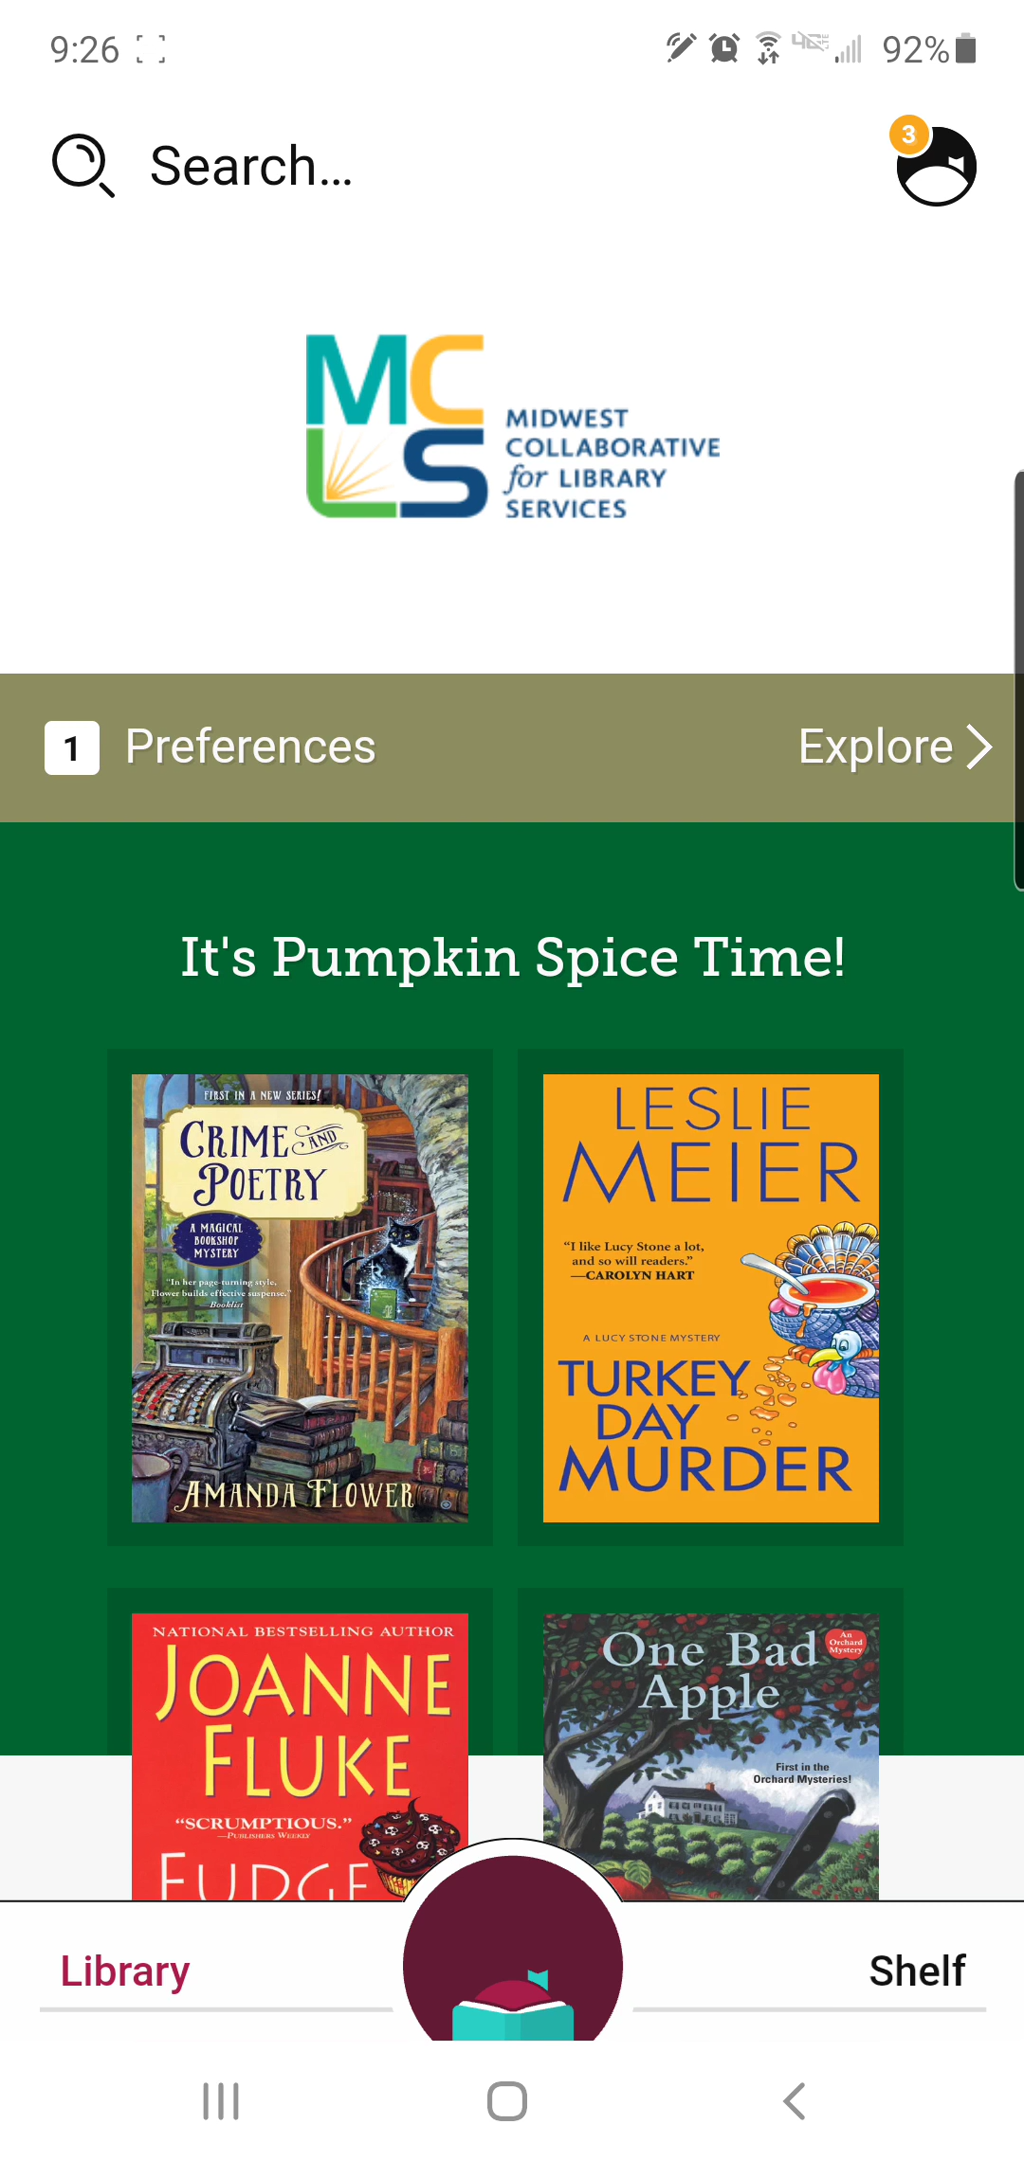 9:26
92%
Search...
3
MCLS
MIDWEST
COLLABORATIVE
for LIBRARY
SERVICES
1 Preferences
Explore
It's Pumpkin Spice Time!
FIRST IN A NEW SERIES!
CRIME AND
POETRY
A MAGICAL
BOOKSHOP
MYSTERY
"In her page-turning style,
Flower builds effective suspense."
Booklist
AMANDA FLOWER
LESLIE
MEIER
"I like Lucy Stone a lot,
and so will readers."
—CAROLYN HART
A LUCY STONE MYSTERY
TURKEY
DAY
MURDER
NATIONAL BESTSELLING AUTHOR
JOANNE
FLUKE
"SCRUMPTIOUS."
—PUBLISHERS WEEKLY
FUDGE
One Bad
Apple
An
Orchard
Mystery
First in the
Orchard Mysteries!
Library
Shelf